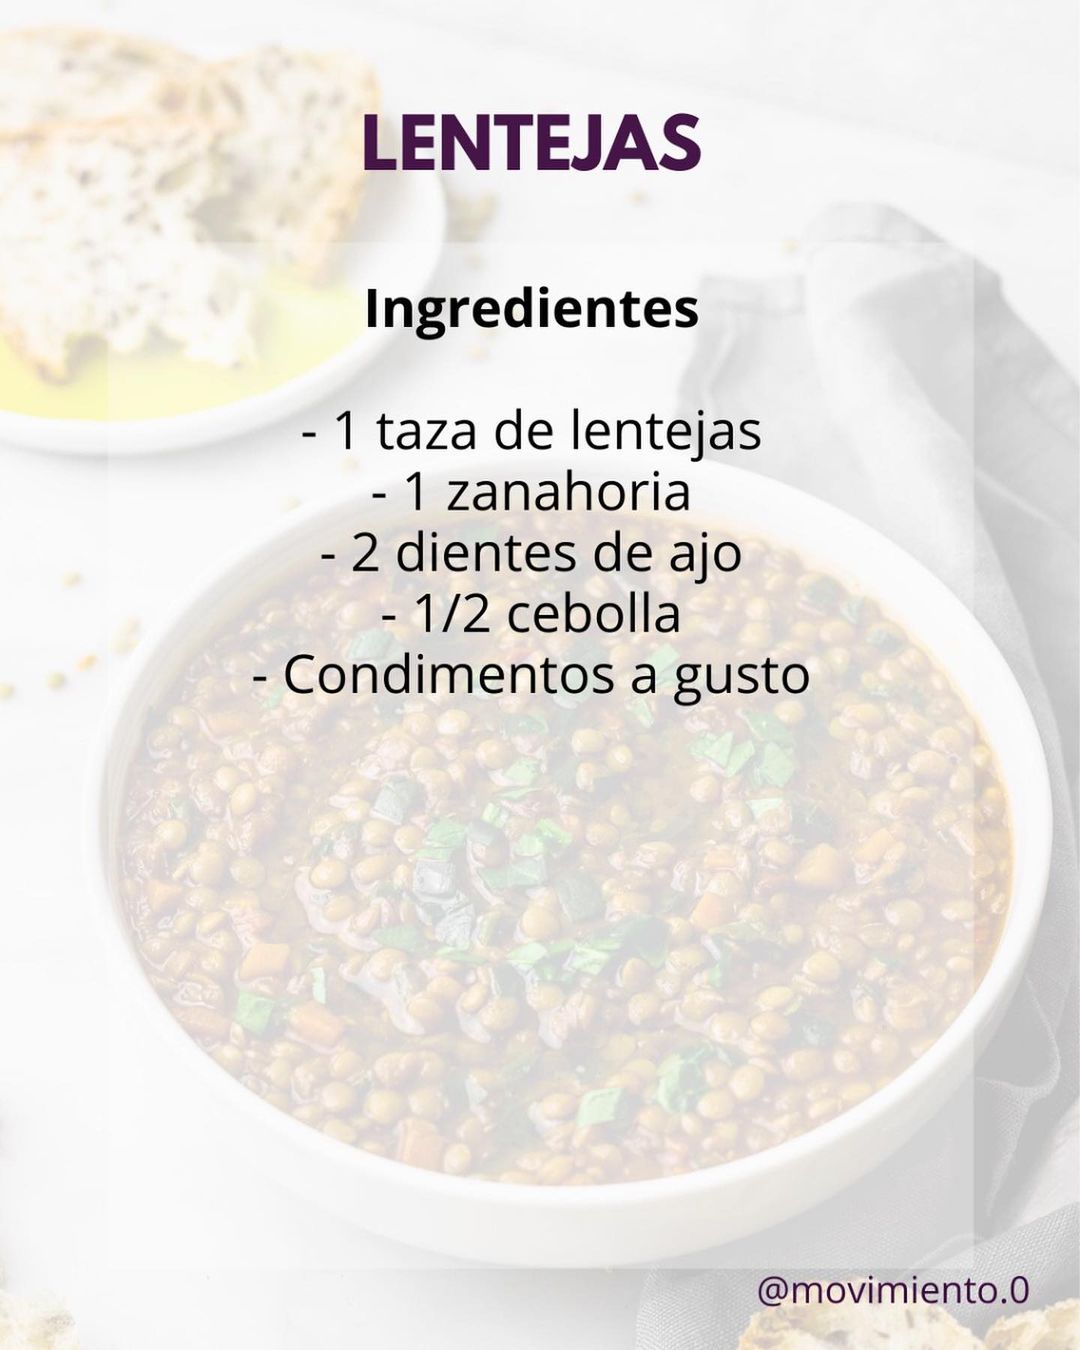 LENTEJAS
Ingredientes
- 1 taza de lentejas
- 1 zanahoria
- 2 dientes de ajo
- 1/2 cebolla
- Condimentos a gusto
@movimiento.0